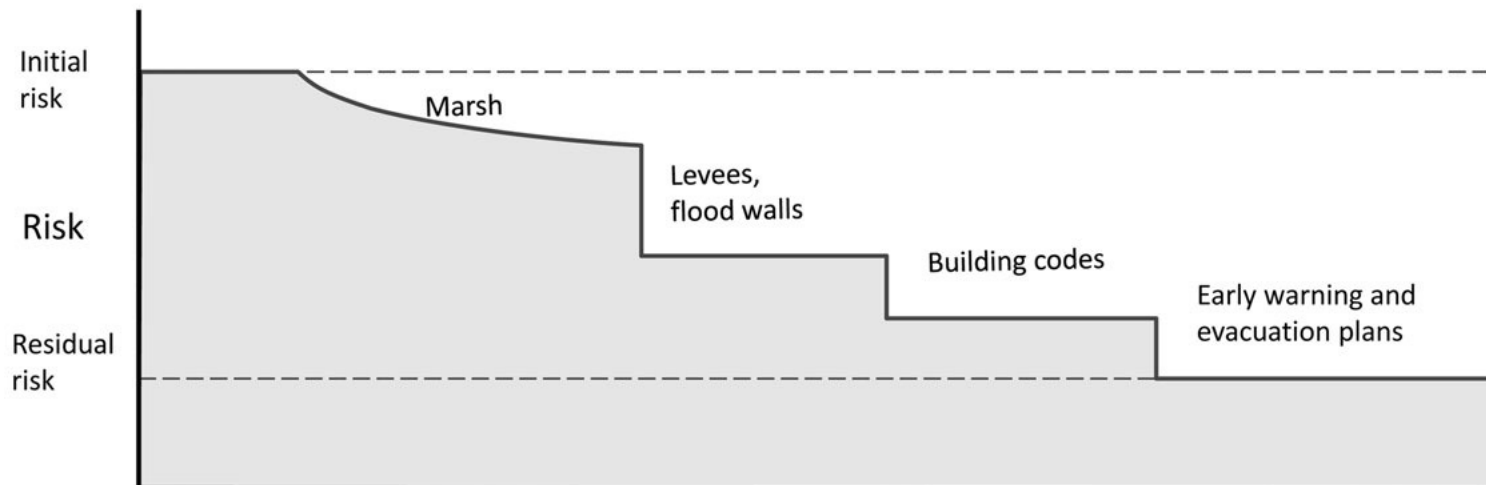 Initial
risk
Marsh
Levees,
flood walls
Risk
Building codes
Early warning and
evacuation plans
Residual
risk